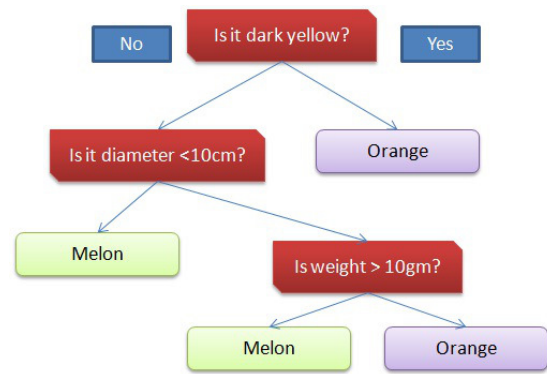 Is it dark yellow?
No
Yes
Is it diameter <10cm?
Orange
Melon
Is weight > 10gm?
Melon
Orange